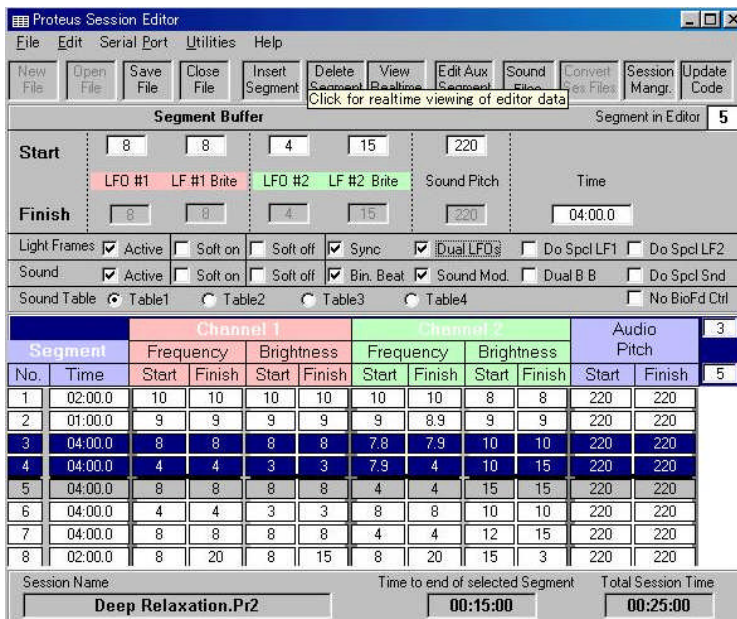 Proteus Session Editor
File Edit Serial Port Utilities Help
New File Open File Save File Close File Insert Segment Delete Segment View Realtime Edit Aux Segment Sound Files Convert Ses Files Session Mangr. Update Code
Click for realtime viewing of editor data
Segment Buffer Segment in Editor 5
Start 8 8 4 15 220
LFO #1 LF #1 Brite LFO #2 LF #2 Brite Sound Pitch Time
Finish 8 8 4 15 220 04:00.0
Light Frames Active Soft on Soft off Sync Dual LFOs Do Spcl LF1 Do Spcl LF2
Sound Active Soft on Soft off Bin. Beat Sound Mod. Dual B B Do Spcl Snd
Sound Table Table1 Table2 Table3 Table4 No BioFd Ctrl
Channel 1 Channel 2 Audio Pitch 3
Segment Frequency Brightness Frequency Brightness
No. Time Start Finish Start Finish Start Finish Start Finish Start Finish 5
1 02:00.0 10 10 10 10 10 10 8 8 220 220
2 01:00.0 9 9 9 9 9 8.9 9 9 220 220
3 04:00.0 8 8 8 8 7.8 7.9 10 10 220 220
4 04:00.0 4 4 3 3 7.9 4 10 15 220 220
5 04:00.0 8 8 8 8 4 4 15 15 220 220
6 04:00.0 4 4 3 3 8 8 10 10 220 220
7 04:00.0 8 8 8 8 4 4 12 15 220 220
8 02:00.0 8 20 8 15 8 20 15 3 220 220
Session Name Time to end of selected Segment Total Session Time
Deep Relaxation.Pr2 00:15:00 00:25:00